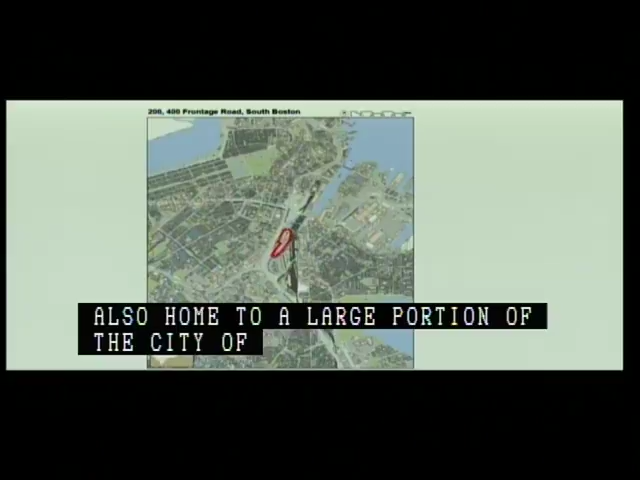 200, 400 Frontage Road, South Boston
ALSO HOME TO A LARGE PORTION OF
THE CITY OF